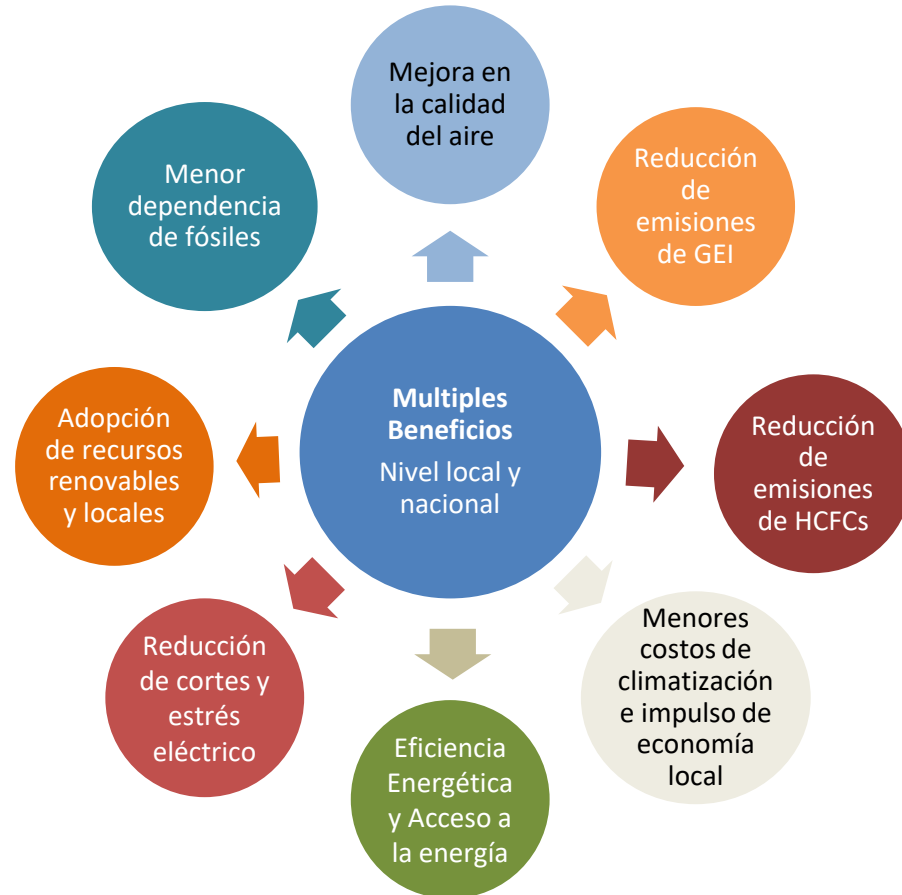 Mejora en
la calidad
del aire
Reducción
de
emisiones
de GEI
Reducción
de
emisiones
de HCFCs
Menores
costos de
climatización
e impulso de
economía
local
Eficiencia
Energética
y Acceso a
la energía
Reducción
de cortes y
estrés
eléctrico
Adopción
de recursos
renovables
y locales
Menor
dependencia
de fósiles
Multiples
Beneficios
Nivel local y
nacional